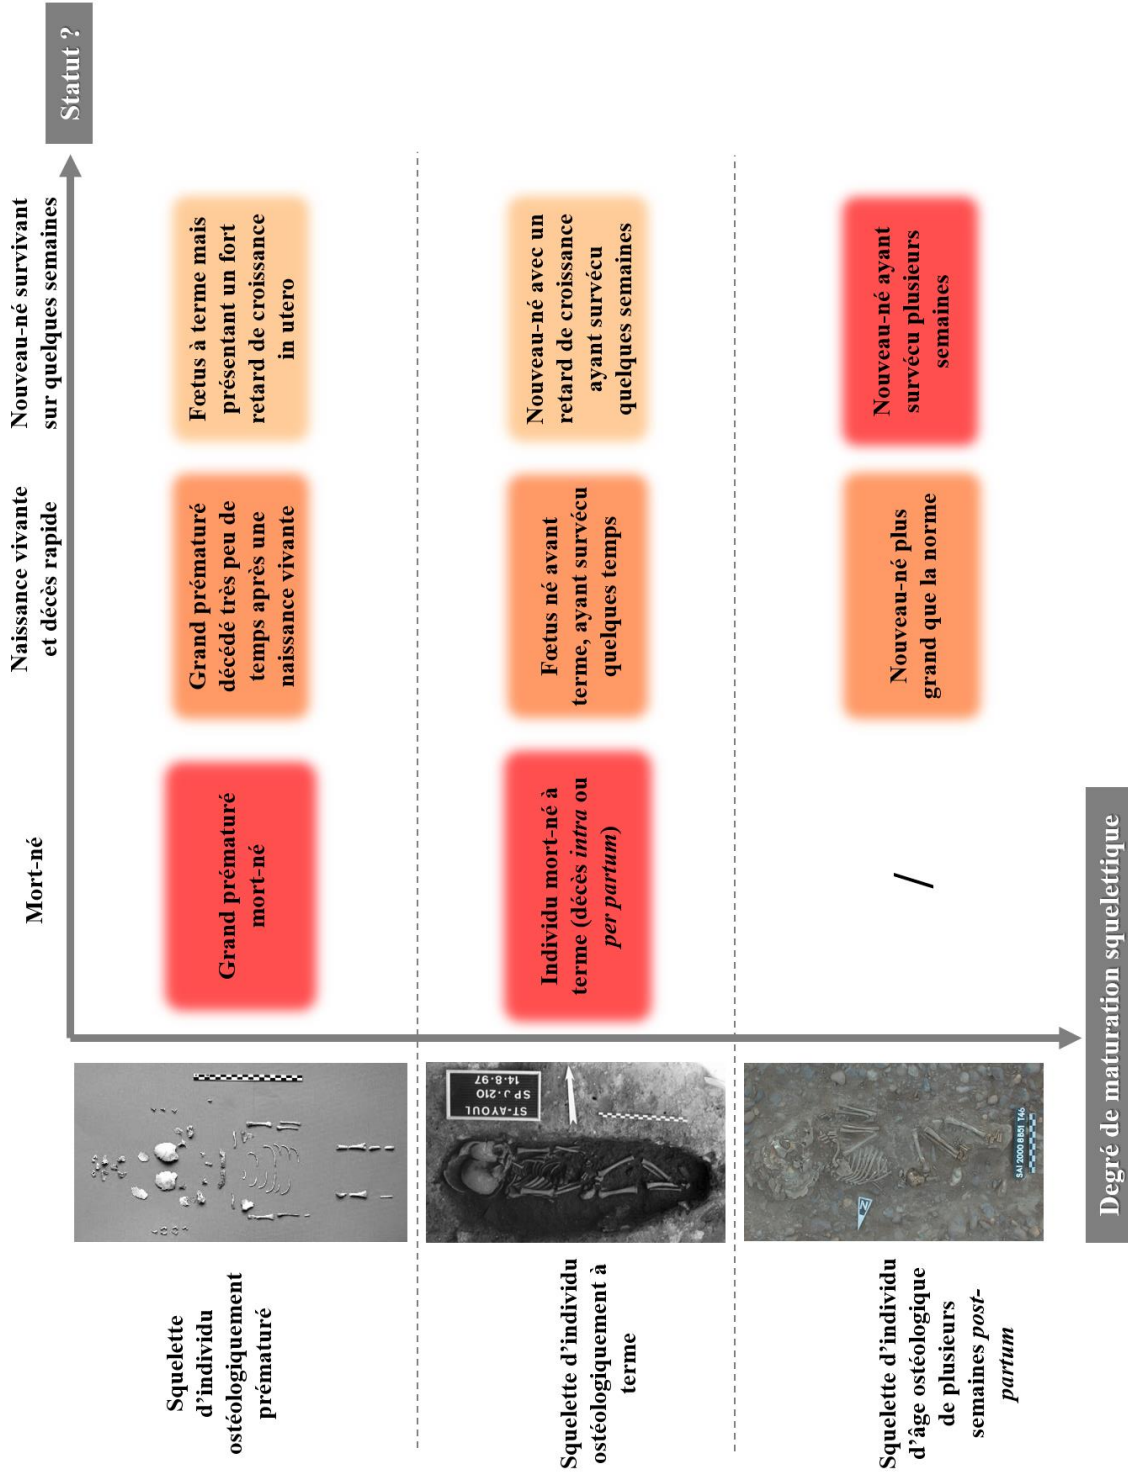 Statut ?
Mort-né
Naissance vivante
et décès rapide
Nouveau-né survivant
sur quelques semaines
Squelette
d'individu
ostéologiquement
prématuré
Grand prématuré
mort-né
Grand prématuré
décédé très peu de
temps après une
naissance vivante
Fœtus à terme mais
présentant un fort
retard de croissance
in utero
Squelette d'individu
ostéologiquement à
terme
ST-AYOUL
SP J.210
14.8.97
Individu mort-né à
terme (décès intra ou
per partum)
Fœtus né avant
terme, ayant survécu
quelques temps
Nouveau-né avec un
retard de croissance
ayant survécu
quelques semaines
Squelette d'individu
d'âge ostéologique
de plusieurs
semaines post-
partum
N
SAI 2000 8851 T46
/
Nouveau-né plus
grand que la norme
Nouveau-né ayant
survécu plusieurs
semaines
Degré de maturation squelettique